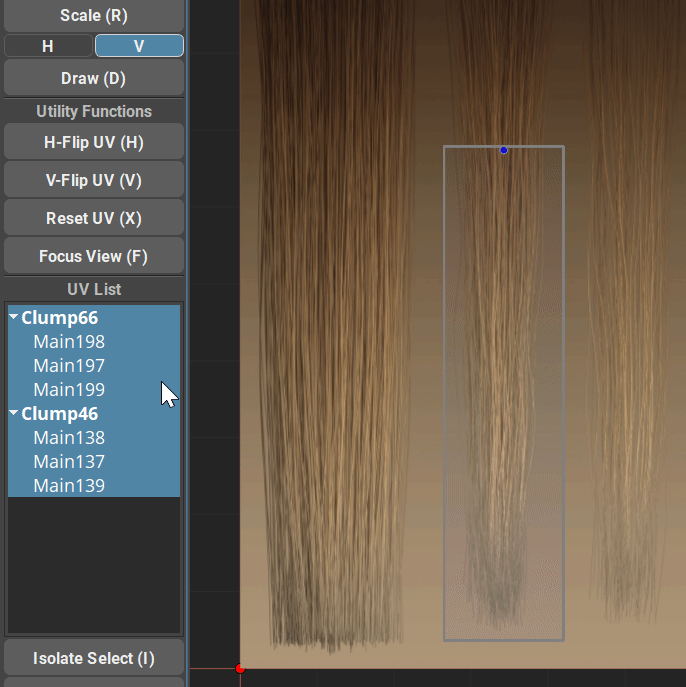 Scale (R)
H
V
Draw (D)
Utility Functions
H-Flip UV (H)
V-Flip UV (V)
Reset UV (X)
Focus View (F)
UV List
Clump66
Main198
Main197
Main199
Clump46
Main138
Main137
Main139
Isolate Select (I)